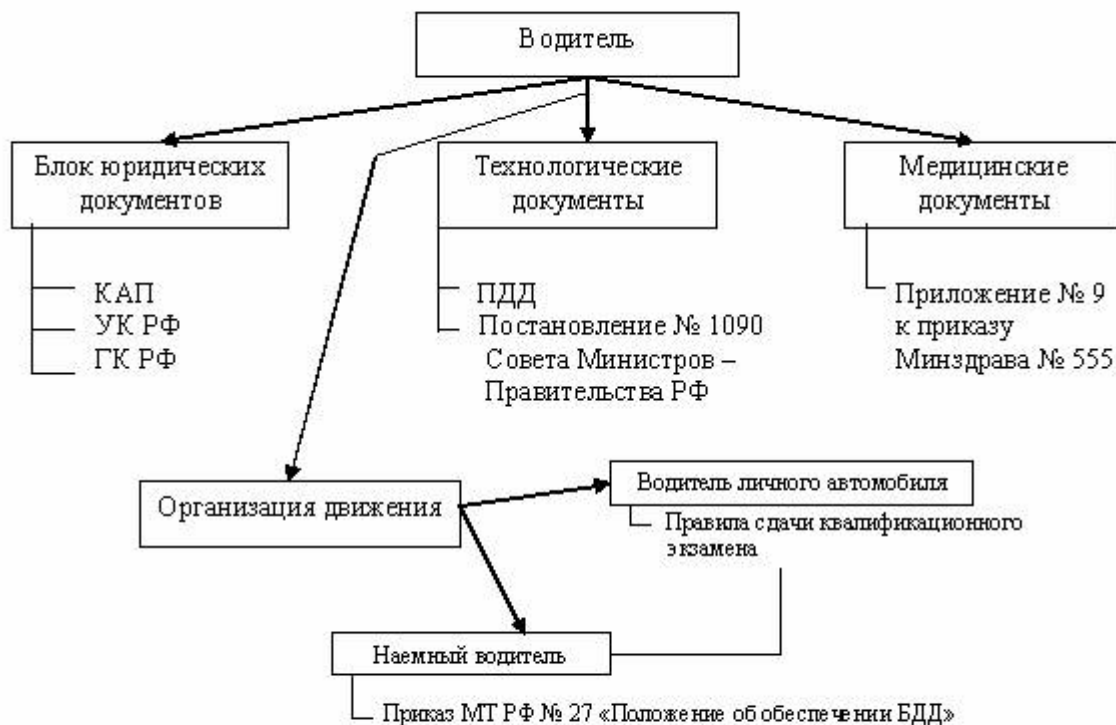 Водитель
Блок юридических
документов
КАП
УК РФ
ГК РФ
Технологические
документы
ПДД
Постановление № 1090
Совета Министров –
Правительства РФ
Медицинские
документы
Приложение № 9
к приказу
Минздрава № 555
Организация движения
Водитель личного автомобиля
Правила сдачи квалификационного
экзамена
Наемный водитель
Приказ МТ РФ № 27 «Положение об обеспечении БДД»